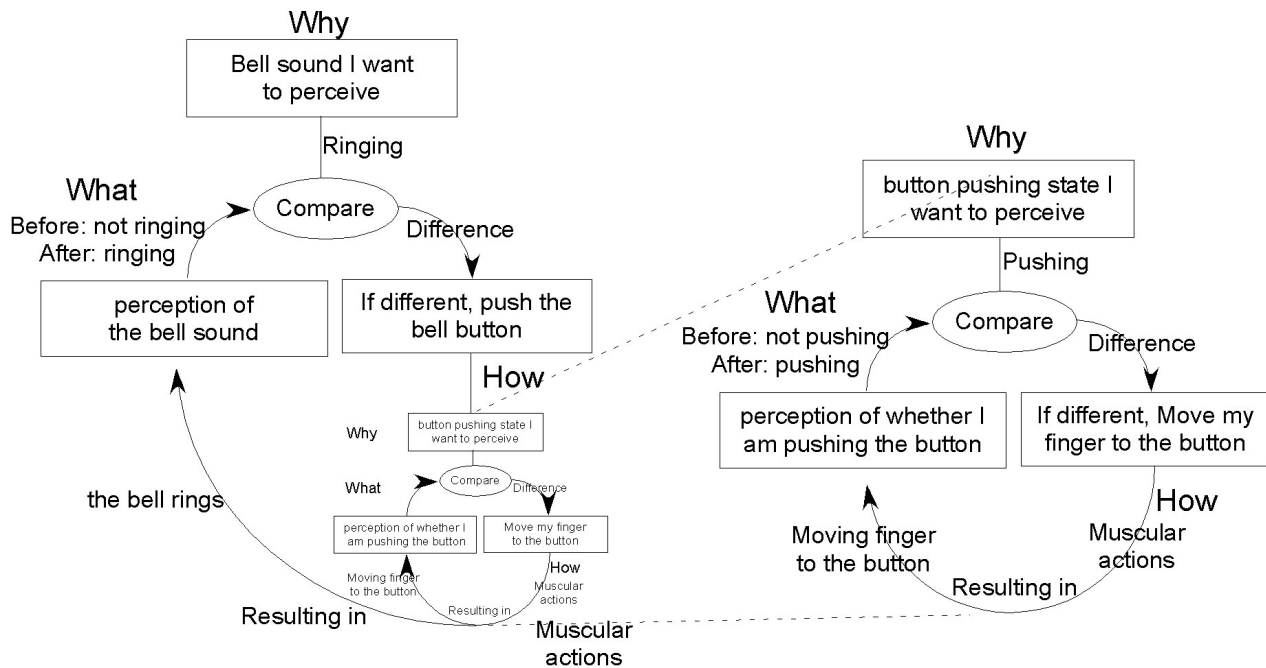 Why
Bell sound I want
to perceive
Ringing
What
Before: not ringing
After: ringing
Compare
Difference
perception of
the bell sound
If different, push the
bell button
How
Why
button pushing state I
want to perceive
What
Compare
Difference
perception of whether I
am pushing the button
Move my finger
to the button
How
Moving finger
to the button
Muscular
actions
Resulting in
the bell rings
Resulting in
Muscular
actions
Why
button pushing state I
want to perceive
Pushing
What
Before: not pushing
After: pushing
Compare
Difference
perception of whether I
am pushing the button
If different, Move my
finger to the button
How
Moving finger
to the button
Muscular
actions
Resulting in